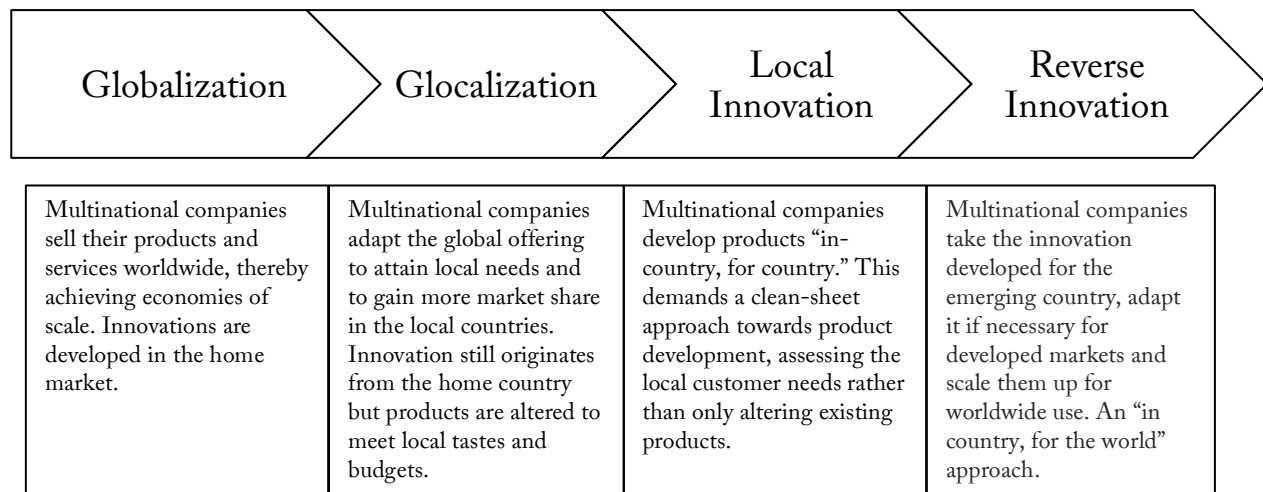 Globalization
Glocalization
Local
Innovation
Reverse
Innovation
Multinational companies
sell their products and
services worldwide, thereby
achieving economies of
scale. Innovations are
developed in the home
market.
Multinational companies
adapt the global offering
to attain local needs and
to gain more market share
in the local countries.
Innovation still originates
from the home country
but products are altered to
meet local tastes and
budgets.
Multinational companies
develop products “in-
country, for country.” This
demands a clean-sheet
approach towards product
development, assessing the
local customer needs rather
than only altering existing
products.
Multinational companies
take the innovation
developed for the
emerging country, adapt
it if necessary for
developed markets and
scale them up for
worldwide use. An “in
country, for the world”
approach.